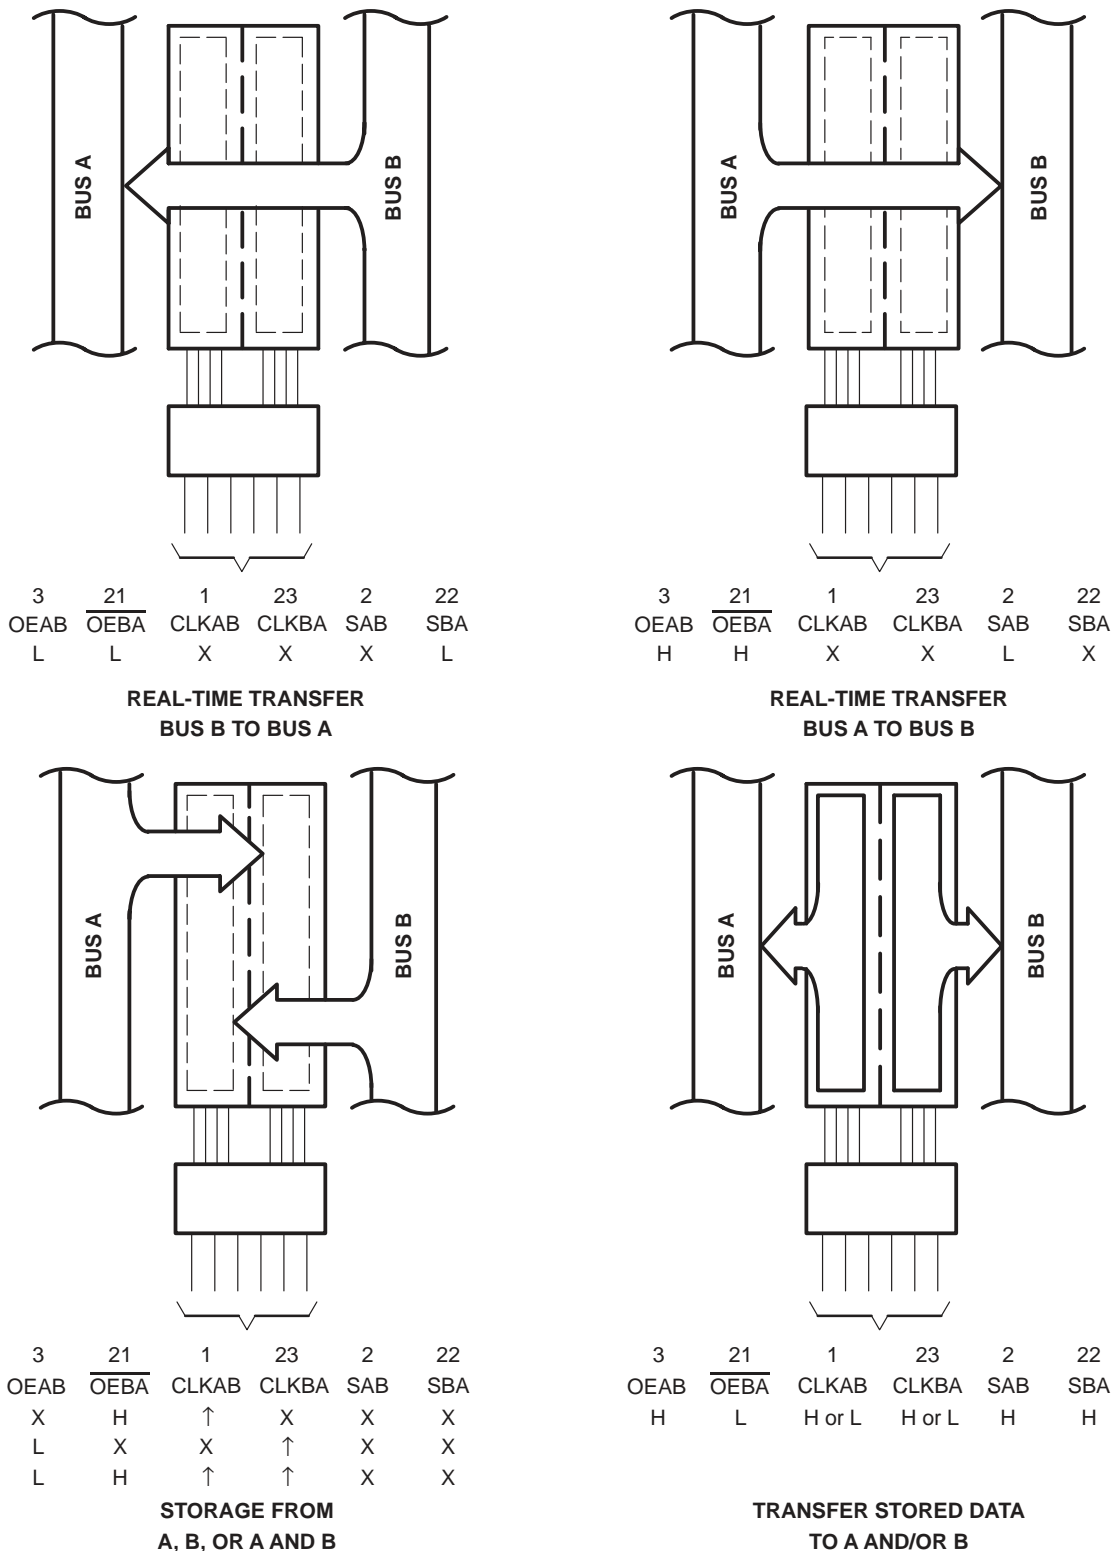 BUS A
BUS B
3 21 1 23 2 22
OEAB OEBA CLKAB CLKBA SAB SBA
L L X X X L
REAL-TIME TRANSFER
BUS B TO BUS A
BUS A
BUS B
3 21 1 23 2 22
OEAB OEBA CLKAB CLKBA SAB SBA
H H X X L X
REAL-TIME TRANSFER
BUS A TO BUS B
BUS A
BUS B
3 21 1 23 2 22
OEAB OEBA CLKAB CLKBA SAB SBA
X H ↑ X X X
L X X ↑ X X
L H ↑ ↑ X X
STORAGE FROM
A, B, OR A AND B
BUS A
BUS B
3 21 1 23 2 22
OEAB OEBA CLKAB CLKBA SAB SBA
H L H or L H or L H H
TRANSFER STORED DATA
TO A AND/OR B